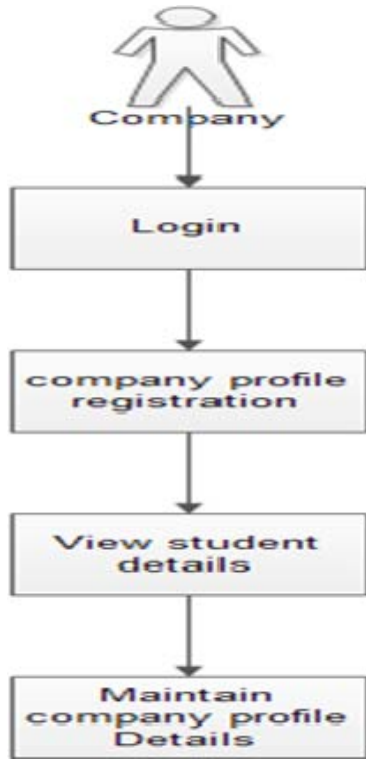 Company
Login
company profile
registration
View student
details
Maintain
company profile
Details